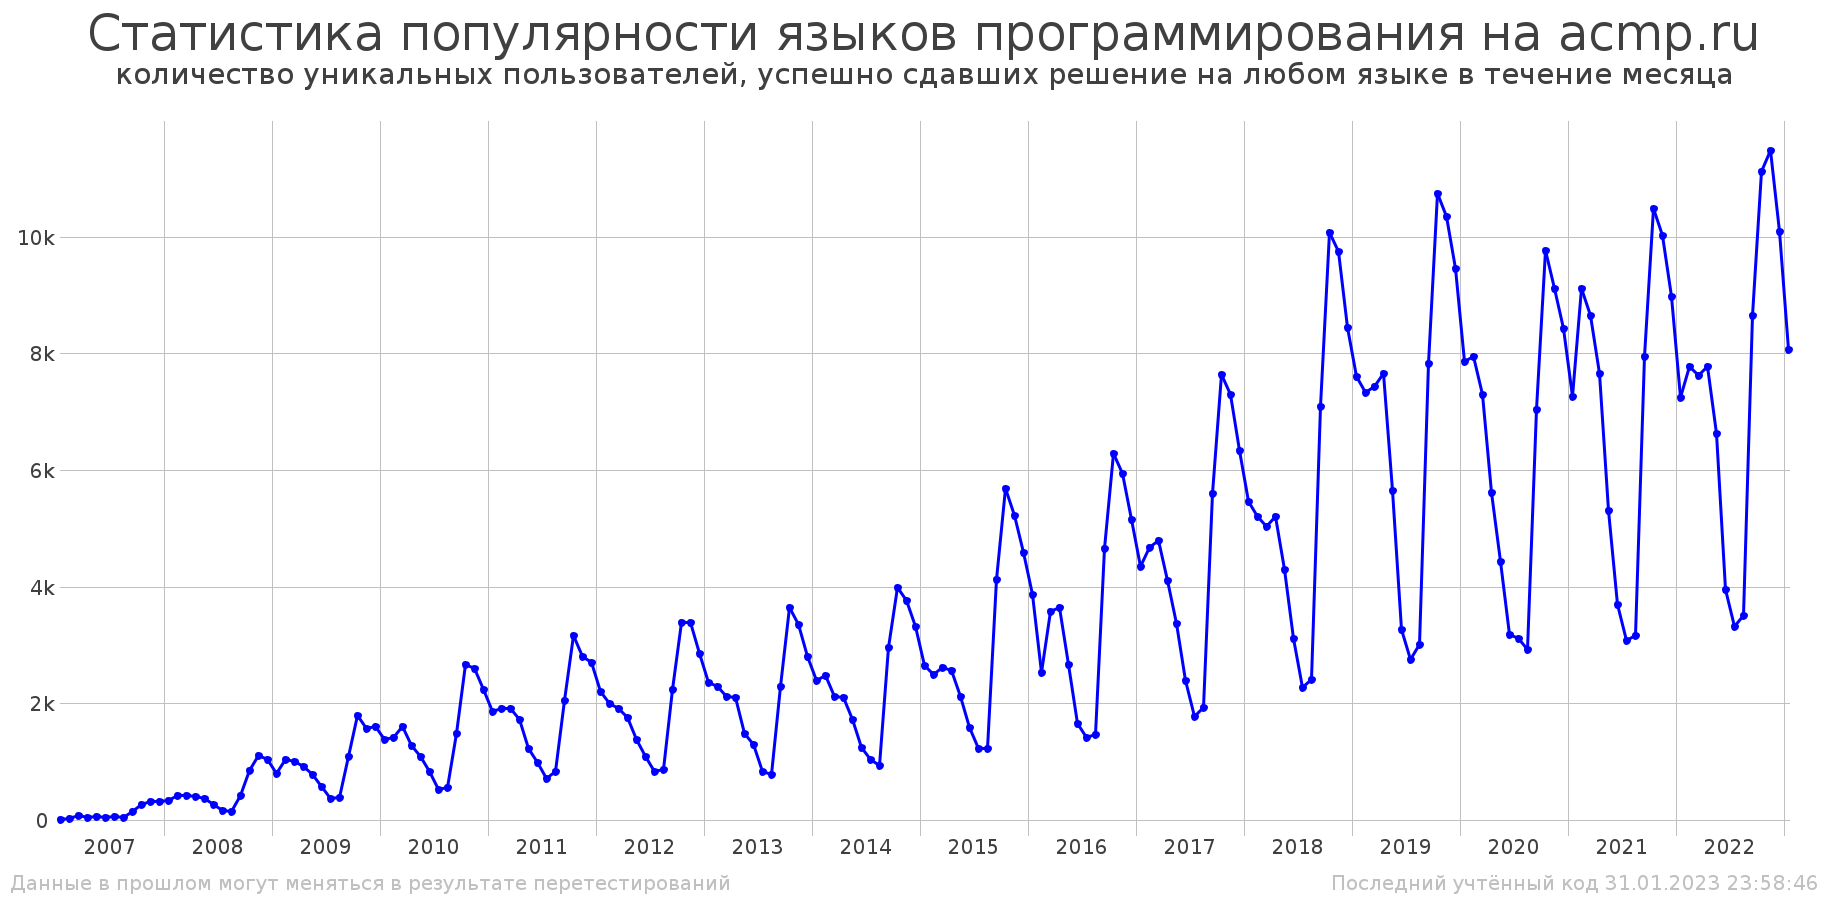 Статистика популярности языков программирования на acmp.ru
количество уникальных пользователей, успешно сдавших решение на любом языке в течение месяца
10k
8k
6k
4k
2k
0
2007 2008 2009 2010 2011 2012 2013 2014 2015 2016 2017 2018 2019 2020 2021 2022
Данные в прошлом могут меняться в результате перетестирований
Последний учтённый код 31.01.2023 23:58:46